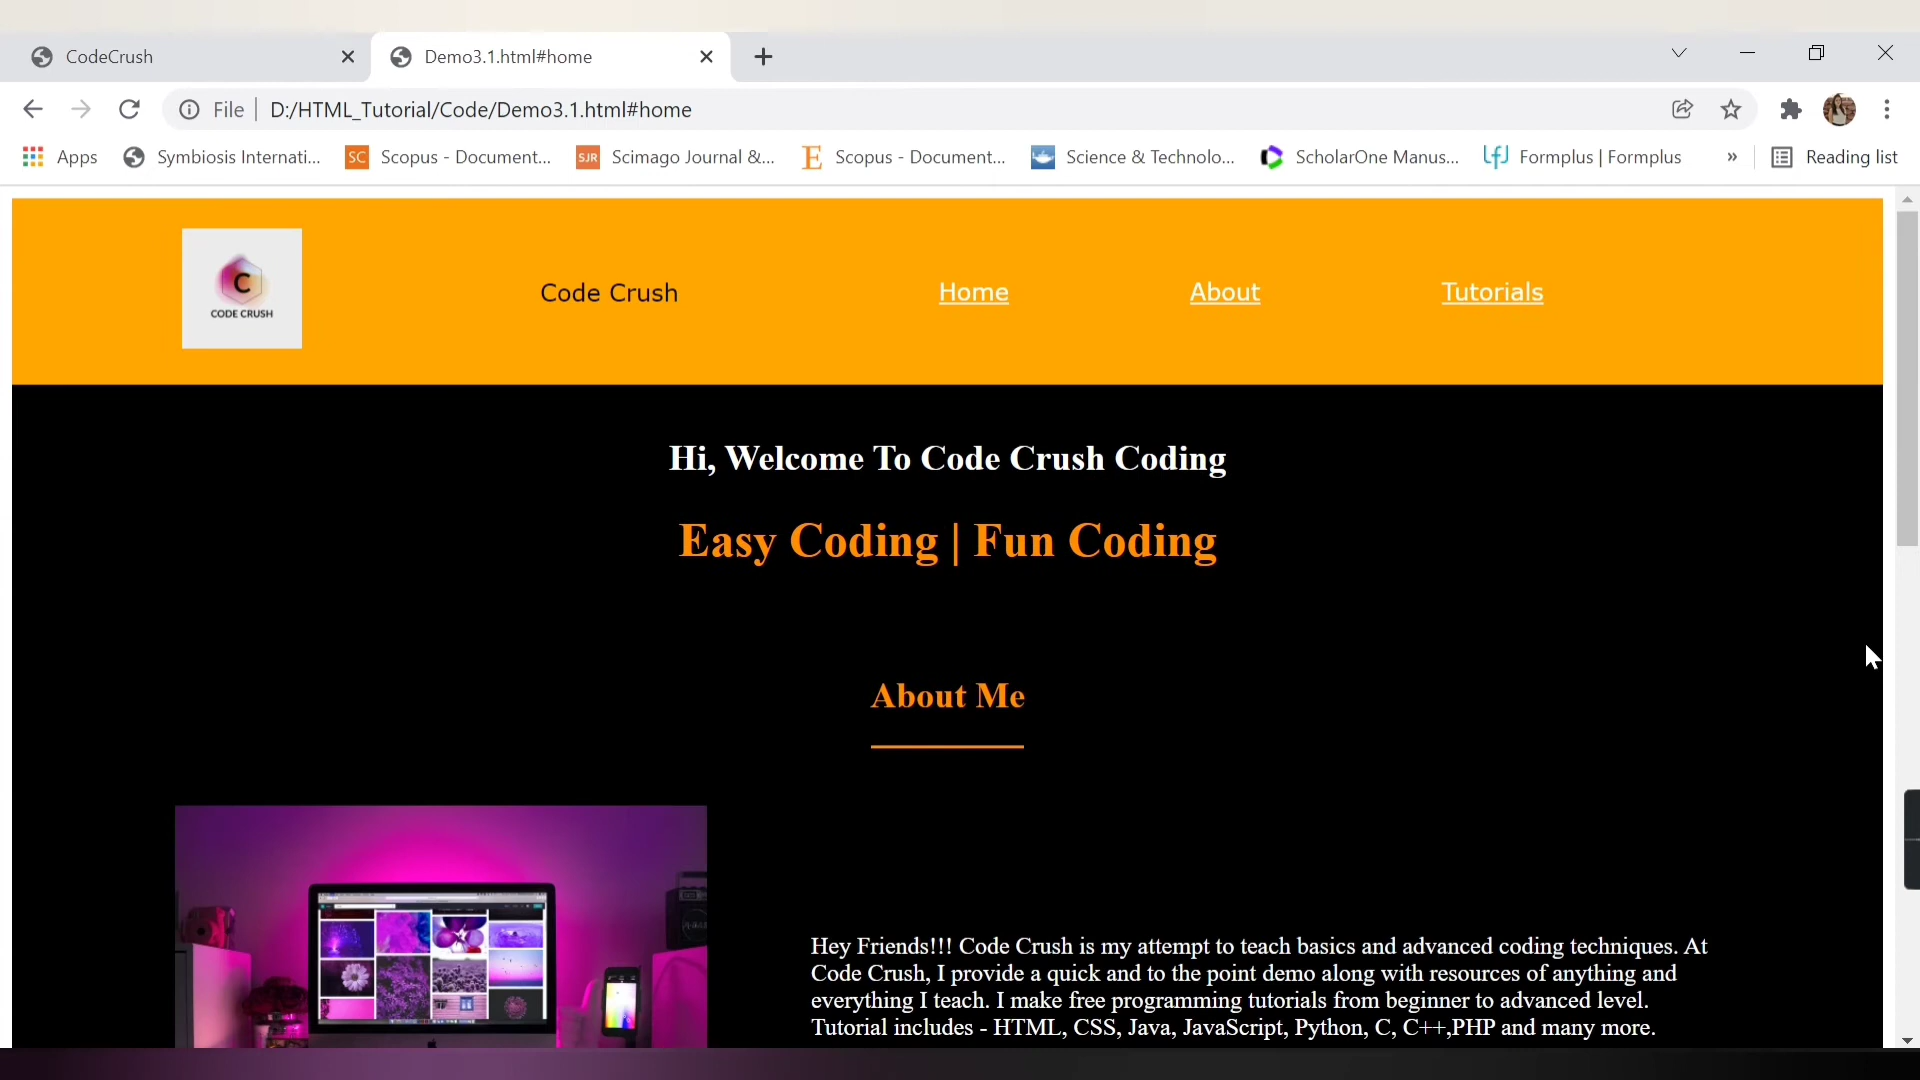 CodeCrush
Demo3.1.html#home
File
D:/HTML_Tutorial/Code/Demo3.1.html#home
Apps
Symbiosis Internati...
SC
Scopus - Document...
SJR
Scimago Journal &...
E
Scopus - Document...
Science & Technolo...
ScholarOne Manus...
Formplus | Formplus
»
Reading list
C
CODE CRUSH
Code Crush
Home
About
Tutorials
Hi, Welcome To Code Crush Coding
Easy Coding | Fun Coding
About Me
Hey Friends!!! Code Crush is my attempt to teach basics and advanced coding techniques. At
Code Crush, I provide a quick and to the point demo along with resources of anything and
everything I teach. I make free programming tutorials from beginner to advanced level.
Tutorial includes - HTML, CSS, Java, JavaScript, Python, C, C++,PHP and many more.